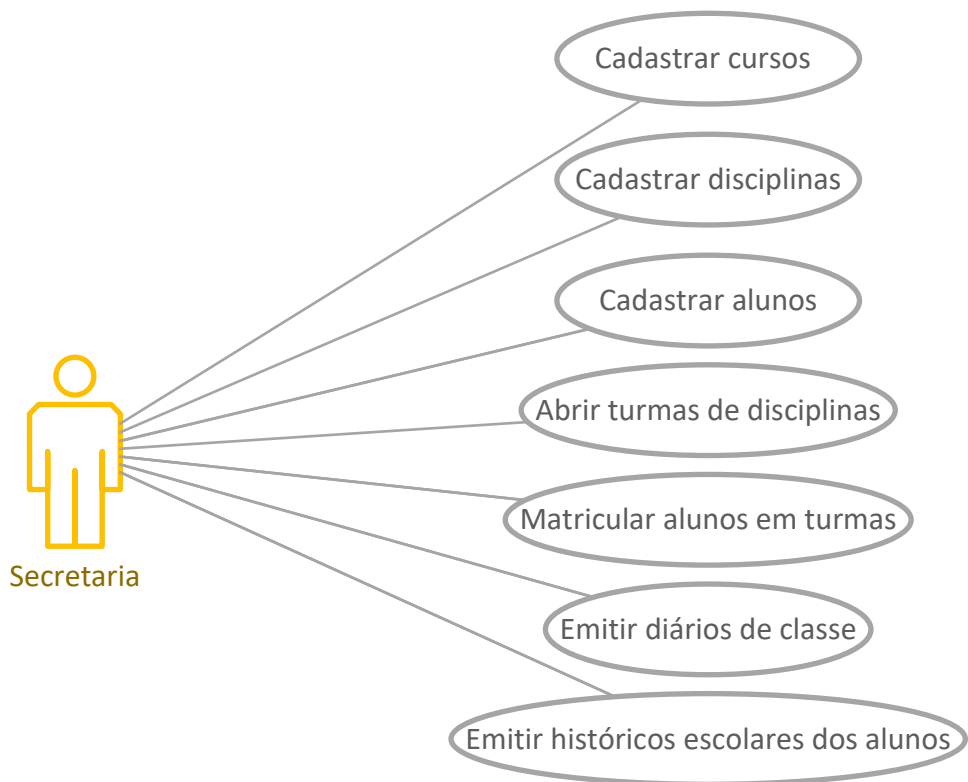 Cadastrar cursos
Cadastrar disciplinas
Cadastrar alunos
Abrir turmas de disciplinas
Matricular alunos em turmas
Secretaria
Emitir diários de classe
Emitir históricos escolares dos alunos